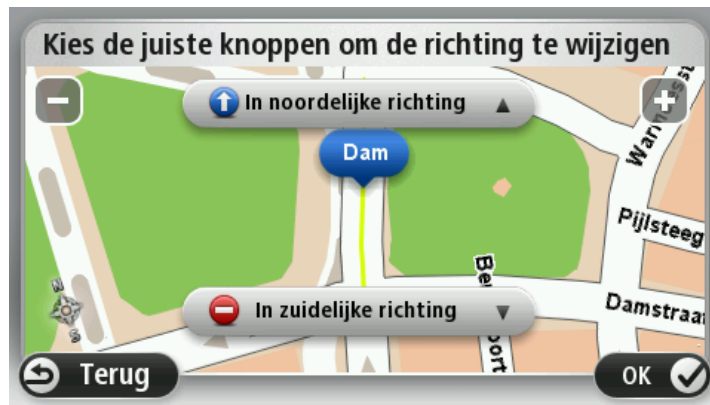 Kies de juiste knoppen om de richting te wijzigen
In noordelijke richting
Dam
Pijlsteeg
In zuidelijke richting
Damstraat
N
S
Terug
OK